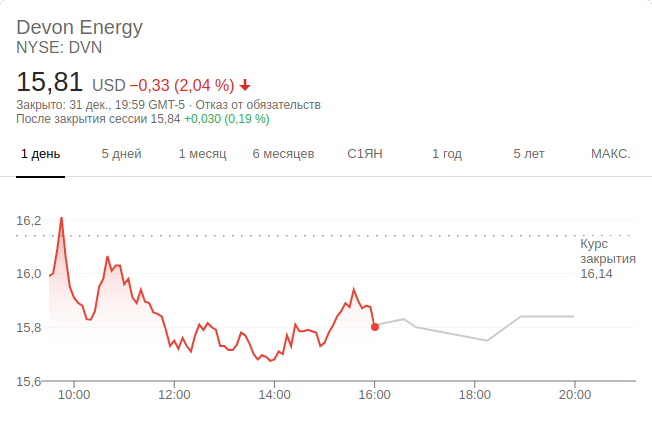 Devon Energy
NYSE: DVN
15,81 USD −0,33 (2,04 %)
Закрыто: 31 дек., 19:59 GMT-5 · Отказ от обязательств
После закрытия сессии 15,84 +0,030 (0,19 %)
1 день 5 дней 1 месяц 6 месяцев С1ЯН 1 год 5 лет МАКС.
16,2
Курс
закрытия
16,14
16,0
15,8
15,6
10:00 12:00 14:00 16:00 18:00 20:00